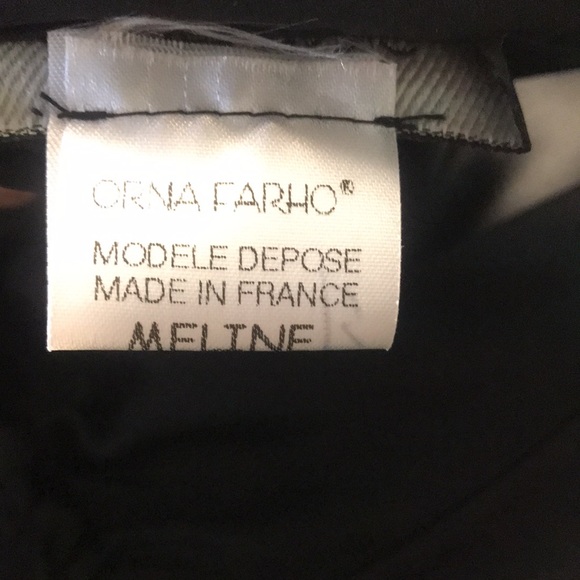 ORNA FARHO®
MODELE DEPOSE
MADE IN FRANCE
MELINE